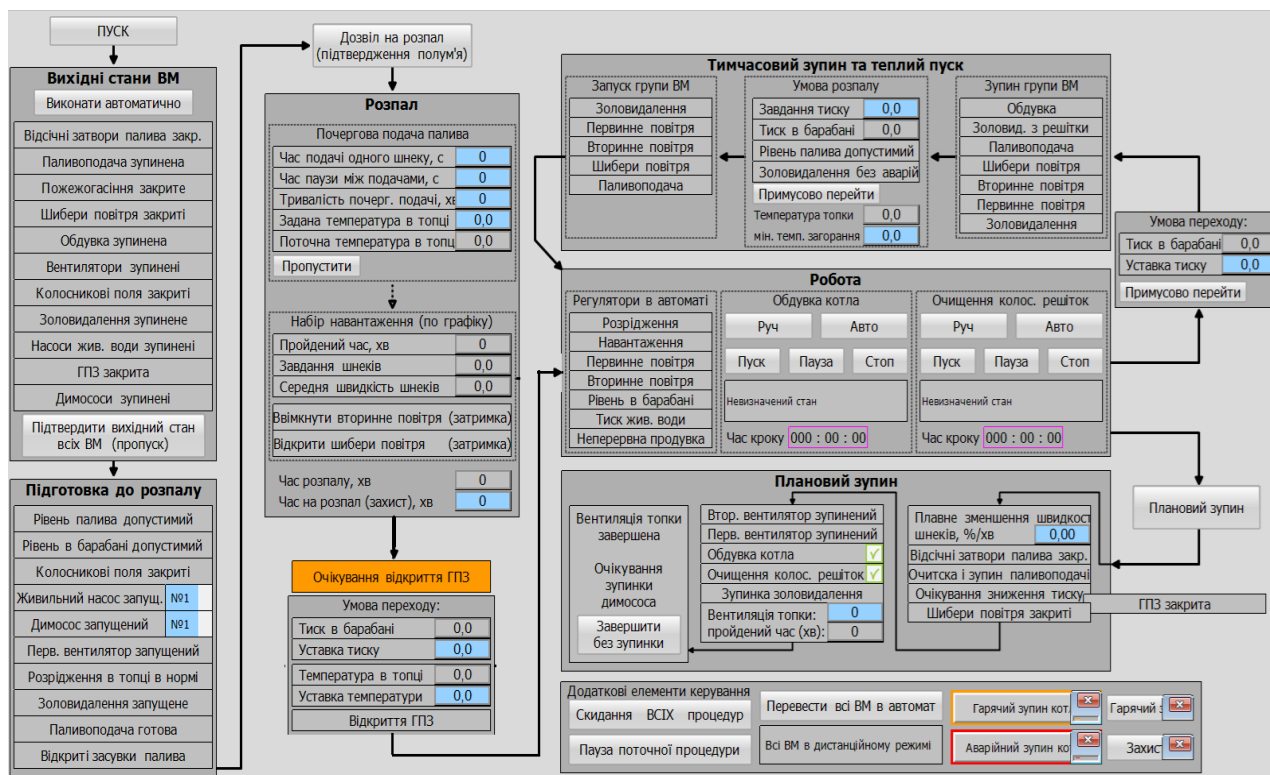 ПУСК
Вихідні стани ВМ
Виконати автоматично
Відсічні затвори палива закр.
Паливоподача зупинена
Пожежогасіння закрите
Шибери повітря закриті
Обдувка зупинена
Вентилятори зупинені
Колосникові поля закриті
Золовидалення зупинене
Насоси жив. води зупинені
ГПЗ закрита
Димососи зупинені
Підтвердити вихідний стан
всіх ВМ (пропуск)
Підготовка до розпалу
Рівень палива допустимий
Рівень в барабані допустимий
Колосникові поля закриті
Живильний насос запущ. №1
Димосос запущений №1
Перв. вентилятор запущений
Розрідження в топці в нормі
Золовидалення запущене
Паливоподача готова
Відкриті засувки палива
Дозвіл на розпал
(підтвердження полум'я)
Розпал
Почергова подача палива
Час подачі одного шнеку, с 0
Час паузи між подачами, с 0
Тривалість почерг. подачі, хв 0
Задана температура в топці 0,0
Поточна температура в топц 0,0
Пропустити
Набір навантаження (по графіку)
Пройдений час, хв 0
Завдання шнеків 0,0
Середня швидкість шнеків 0,0
Ввімкнути вторинне повітря (затримка)
Відкрити шибери повітря (затримка)
Час розпалу, хв 0
Час на розпал (захист), хв 0
Очікування відкриття ГПЗ
Умова переходу:
Тиск в барабані 0,0
Уставка тиску 0,0
Температура в топці 0,0
Уставка температури 0,0
Відкриття ГПЗ
Тимчасовий зупин та теплий пуск
Запуск групи ВМ
Золовидалення
Первинне повітря
Вторинне повітря
Шибери повітря
Паливоподача
Умова розпалу
Завдання тиску 0,0
Тиск в барабані 0,0
Рівень палива допустимий
Золовидалення без аварій
Примусово перейти
Температура топки 0,0
мін. темп. загорання 0,0
Зупин групи ВМ
Обдувка
Золовид. з решітки
Паливоподача
Шибери повітря
Вторинне повітря
Первинне повітря
Золовидалення
Умова переходу:
Тиск в барабані 0,0
Уставка тиску 0,0
Примусово перейти
Робота
Регулятори в автоматі
Розрідження
Навантаження
Первинне повітря
Вторинне повітря
Рівень в барабані
Тиск жив. води
Неперервна продувка
Обдувка котла
Руч Авто
Пуск Пауза Стоп
Невизначений стан
Час кроку 000 : 00 : 00
Очищення колос. решіток
Руч Авто
Пуск Пауза Стоп
Невизначений стан
Час кроку 000 : 00 : 00
Плановий зупин
Плановий зупин
Вентиляція топки
завершена
Очікування
зупинки
димососа
Завершити
без зупинки
Втор. вентилятор зупинений
Перв. вентилятор зупинений
Обдувка котла
Очищення колос. решіток
Зупинка золовидалення
Вентиляція топки: 0
пройдений час (хв): 0
Плавне зменшення швидкост
шнеків, %/хв 0,00
Відсічні затвори палива закр.
Очитска і зупин паливоподачі
Очікування зниження тиску
Шибери повітря закриті
ГПЗ закрита
Додаткові елементи керування
Скидання ВСІХ процедур
Пауза поточної процедури
Перевести всі ВМ в автомат
Всі ВМ в дистанційному режимі
Гарячий зупин кот
Гарячий з
Аварійний зупин ко
Захист